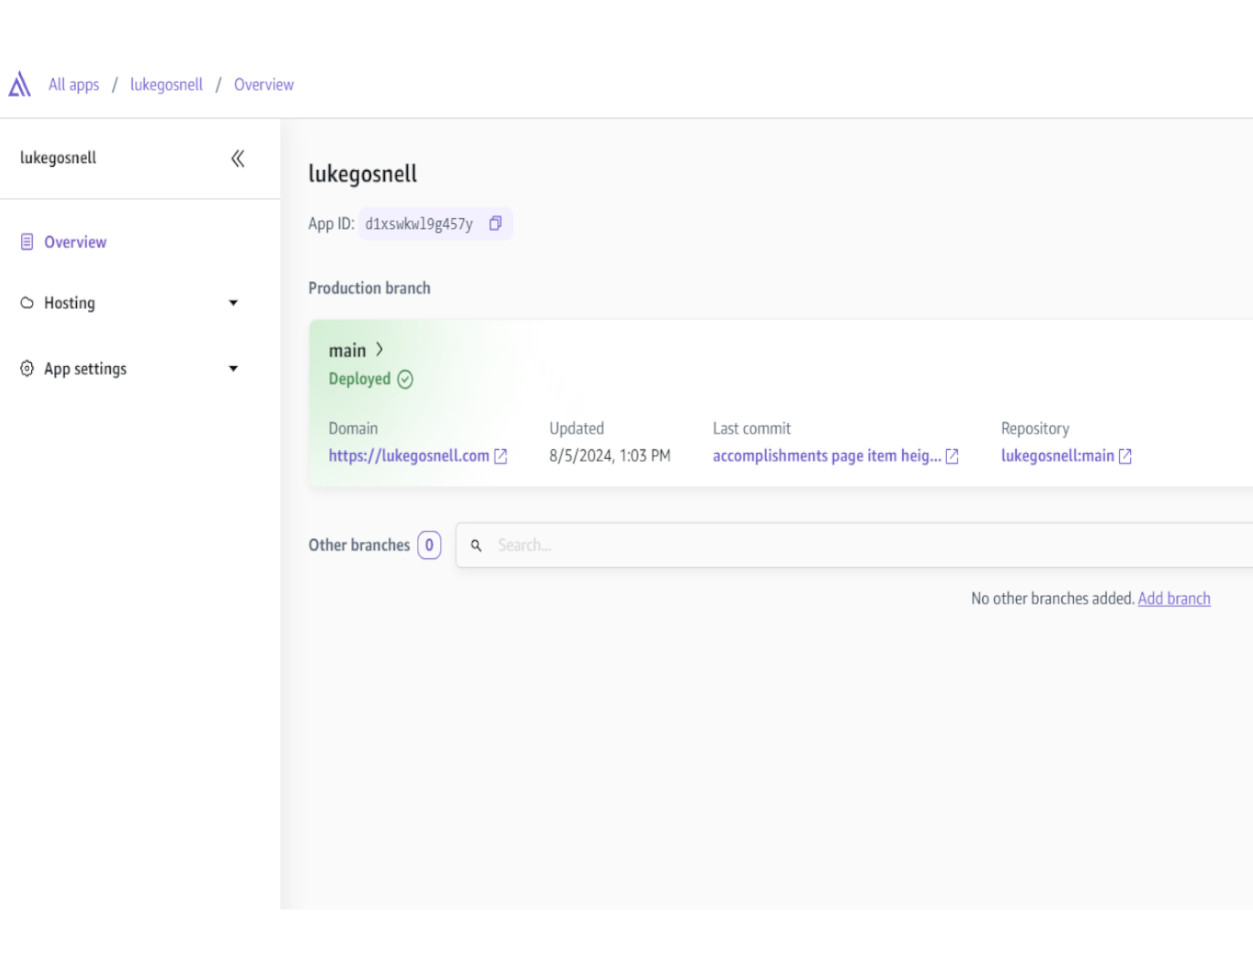 All apps / lukegosnell / Overview
lukegosnell
Overview
Hosting
App settings
lukegosnell
App ID: d1xswkwl9g457y
Production branch
main
Deployed
Domain Updated Last commit Repository
https://lukegosnell.com 8/5/2024, 1:03 PM accomplishments page item heig... lukegosnell:main
Other branches 0 Search...
No other branches added. Add branch